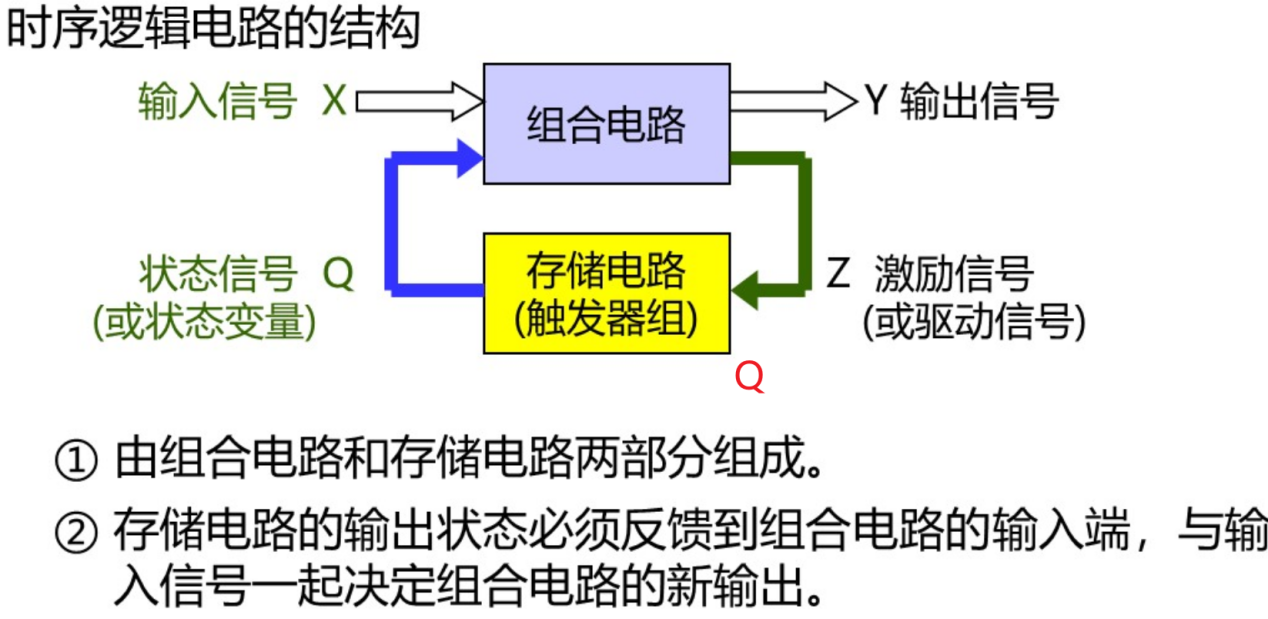 时序逻辑电路的结构
输入信号 X
组合电路
Y 输出信号
状态信号 Q
(或状态变量)
存储电路
(触发器组)
Z 激励信号
(或驱动信号)
Q
① 由组合电路和存储电路两部分组成。
② 存储电路的输出状态必须反馈到组合电路的输入端，与输
入信号一起决定组合电路的新输出。